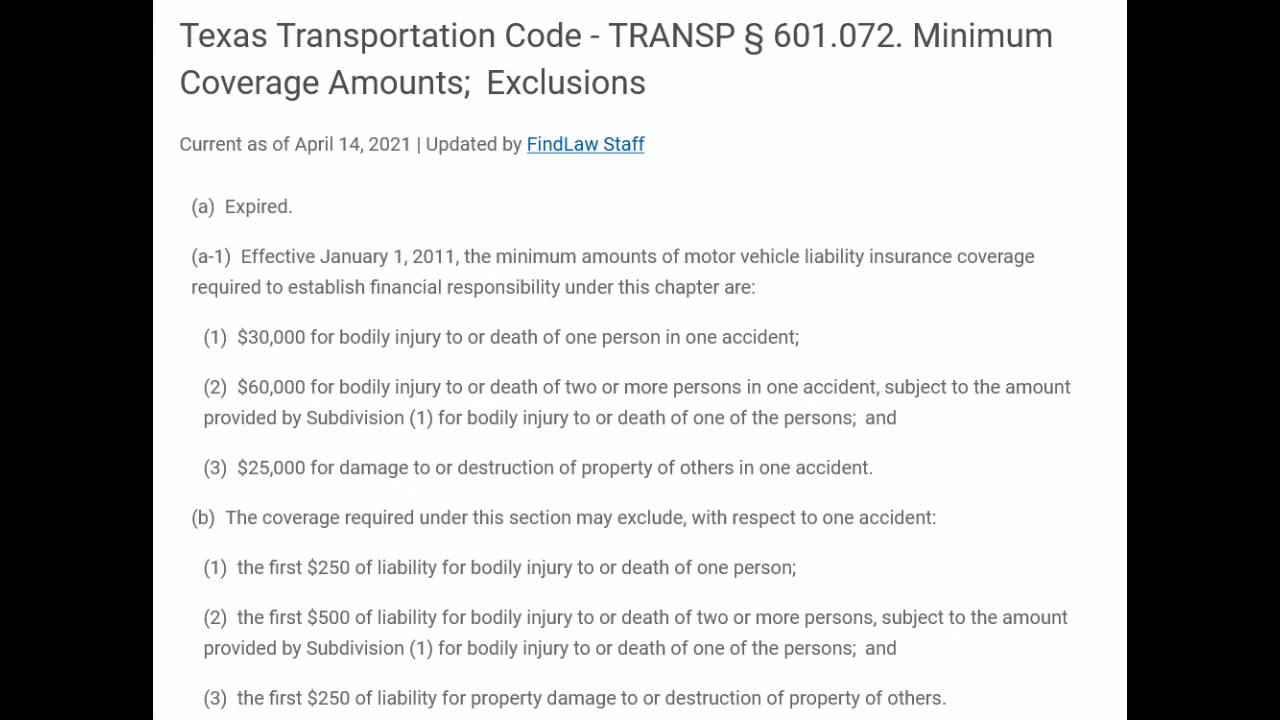 Texas Transportation Code - TRANSP § 601.072. Minimum
Coverage Amounts;  Exclusions
Current as of April 14, 2021 | Updated by FindLaw Staff
(a)  Expired.
(a-1)  Effective January 1, 2011, the minimum amounts of motor vehicle liability insurance coverage
required to establish financial responsibility under this chapter are:
(1)  $30,000 for bodily injury to or death of one person in one accident;
(2)  $60,000 for bodily injury to or death of two or more persons in one accident, subject to the amount
provided by Subdivision (1) for bodily injury to or death of one of the persons;  and
(3)  $25,000 for damage to or destruction of property of others in one accident.
(b)  The coverage required under this section may exclude, with respect to one accident:
(1)  the first $250 of liability for bodily injury to or death of one person;
(2)  the first $500 of liability for bodily injury to or death of two or more persons, subject to the amount
provided by Subdivision (1) for bodily injury to or death of one of the persons;  and
(3)  the first $250 of liability for property damage to or destruction of property of others.